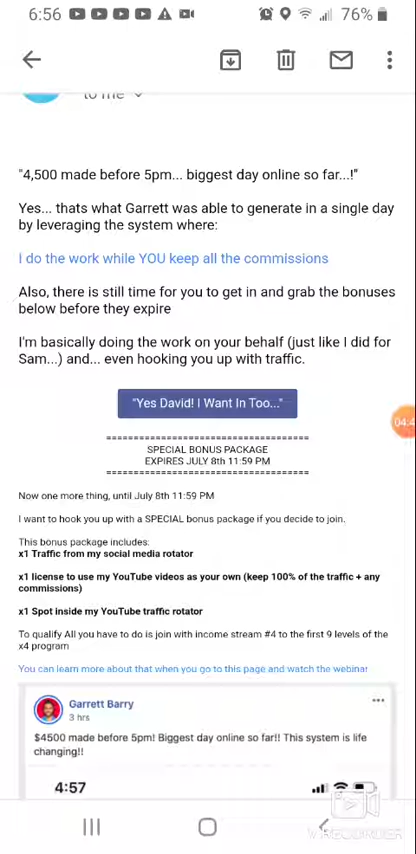 6:56
76%
to me
"4,500 made before 5pm... biggest day online so far...!"
Yes... thats what Garrett was able to generate in a single day
by leveraging the system where:
I do the work while YOU keep all the commissions
Also, there is still time for you to get in and grab the bonuses
below before they expire
I'm basically doing the work on your behalf (just like I did for
Sam...) and... even hooking you up with traffic.
"Yes David! I Want In Too..."
====================================
SPECIAL BONUS PACKAGE
EXPIRES JULY 8th 11:59 PM
====================================
Now one more thing, until July 8th 11:59 PM
I want to hook you up with a SPECIAL bonus package if you decide to join.
This bonus package includes:
x1 Traffic from my social media rotator
x1 license to use my YouTube videos as your own (keep 100% of the traffic + any
commissions)
x1 Spot inside my YouTube traffic rotator
To qualify All you have to do is join with income stream #4 to the first 9 levels of the
x4 program
You can learn more about that when you go to this page and watch the webinar
Garrett Barry
3 hrs
$4500 made before 5pm! Biggest day online so far!! This system is life
changing!!
4:57